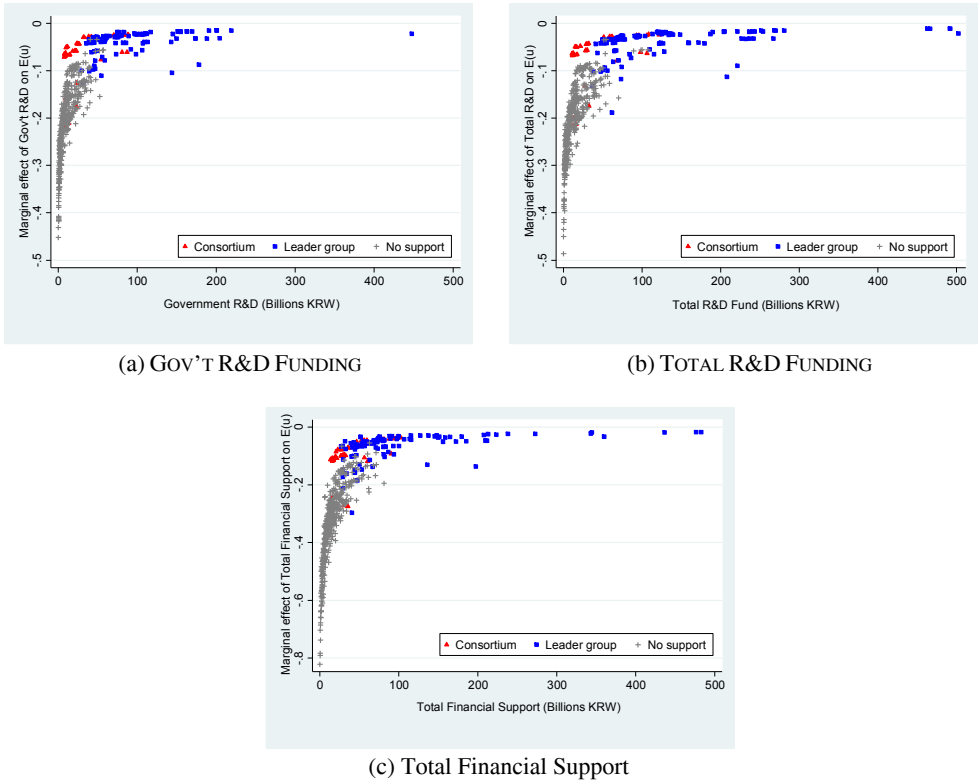 Marginal effect of Gov't R&D on E(u)
0
-.1
-.2
-.3
-.4
-.5
Consortium Leader group No support
0 100 200 300 400 500
Government R&D (Billions KRW)
(a) GOV'T R&D FUNDING
Marginal effect of Total R&D on E(u)
0
-.1
-.2
-.3
-.4
-.5
Consortium Leader group No support
0 100 200 300 400 500
Total R&D Fund (Billions KRW)
(b) TOTAL R&D FUNDING
Marginal effect of Total Financial Support on E(u)
0
-.2
-.4
-.6
-.8
Consortium Leader group No support
0 100 200 300 400 500
Total Financial Support (Billions KRW)
(c) Total Financial Support